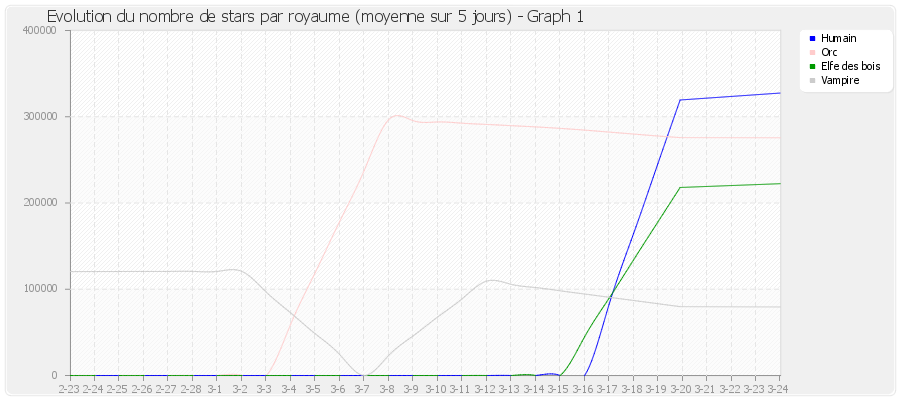 Evolution du nombre de stars par royaume (moyenne sur 5 jours) - Graph 1
400000
300000
200000
100000
0
2-23 2-24 2-25 2-26 2-27 2-28 3-1 3-2 3-3 3-4 3-5 3-6 3-7 3-8 3-9 3-10 3-11 3-12 3-13 3-14 3-15 3-16 3-17 3-18 3-19 3-20 3-21 3-22 3-23 3-24
Humain
Orc
Elfe des bois
Vampire